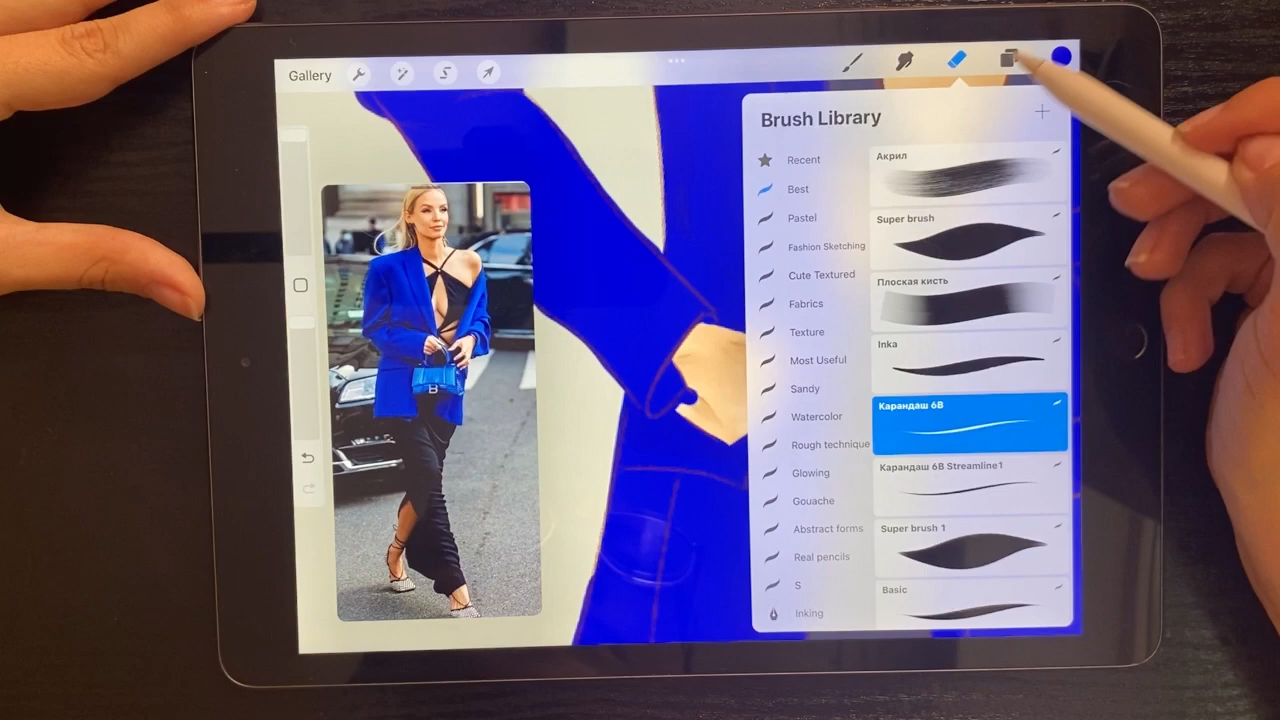 Gallery
Brush Library
Recent
Best
Pastel
Fashion Sketching
Cute Textured
Fabrics
Texture
Most Useful
Sandy
Watercolor
Rough technique
Glowing
Gouache
Abstract forms
Real pencils
S
Inking
Акрил
Super brush
Плоская кисть
Inka
Карандаш 6B
Карандаш 6B Streamline1
Super brush 1
Basic
B